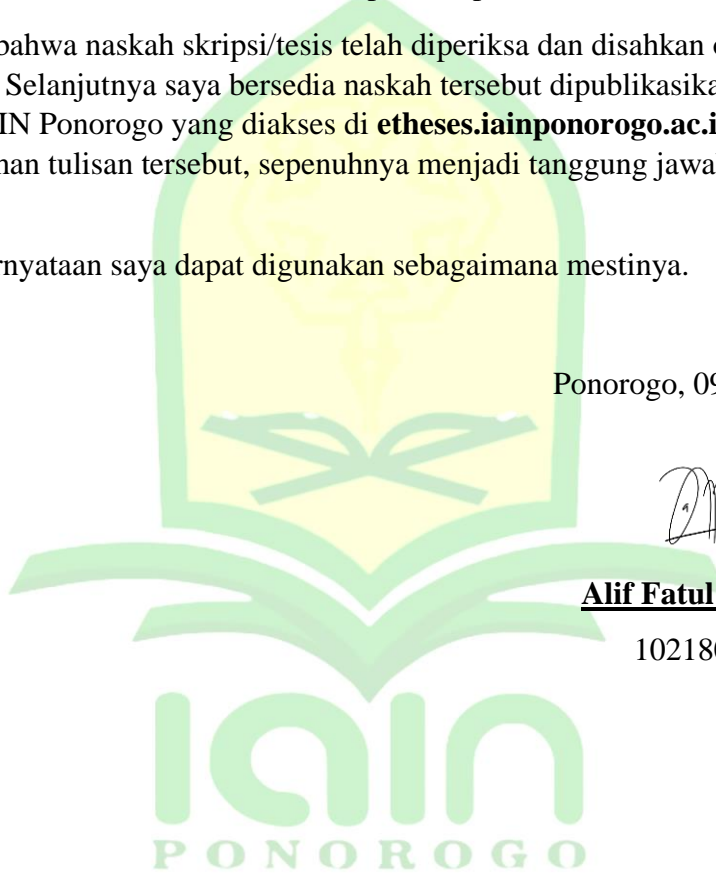 bahwa naskah skripsi/tesis telah diperiksa dan disahkan
Selanjutnya saya bersedia naskah tersebut dipublikasika
IN Ponorogo yang diakses di etheses.iainponorogo.ac.i
nan tulisan tersebut, sepenuhnya menjadi tanggung jawa
rnyataan saya dapat digunakan sebagaimana mestinya.
Ponorogo, 09
Alif Fatul
10218
iain
PONOROGO